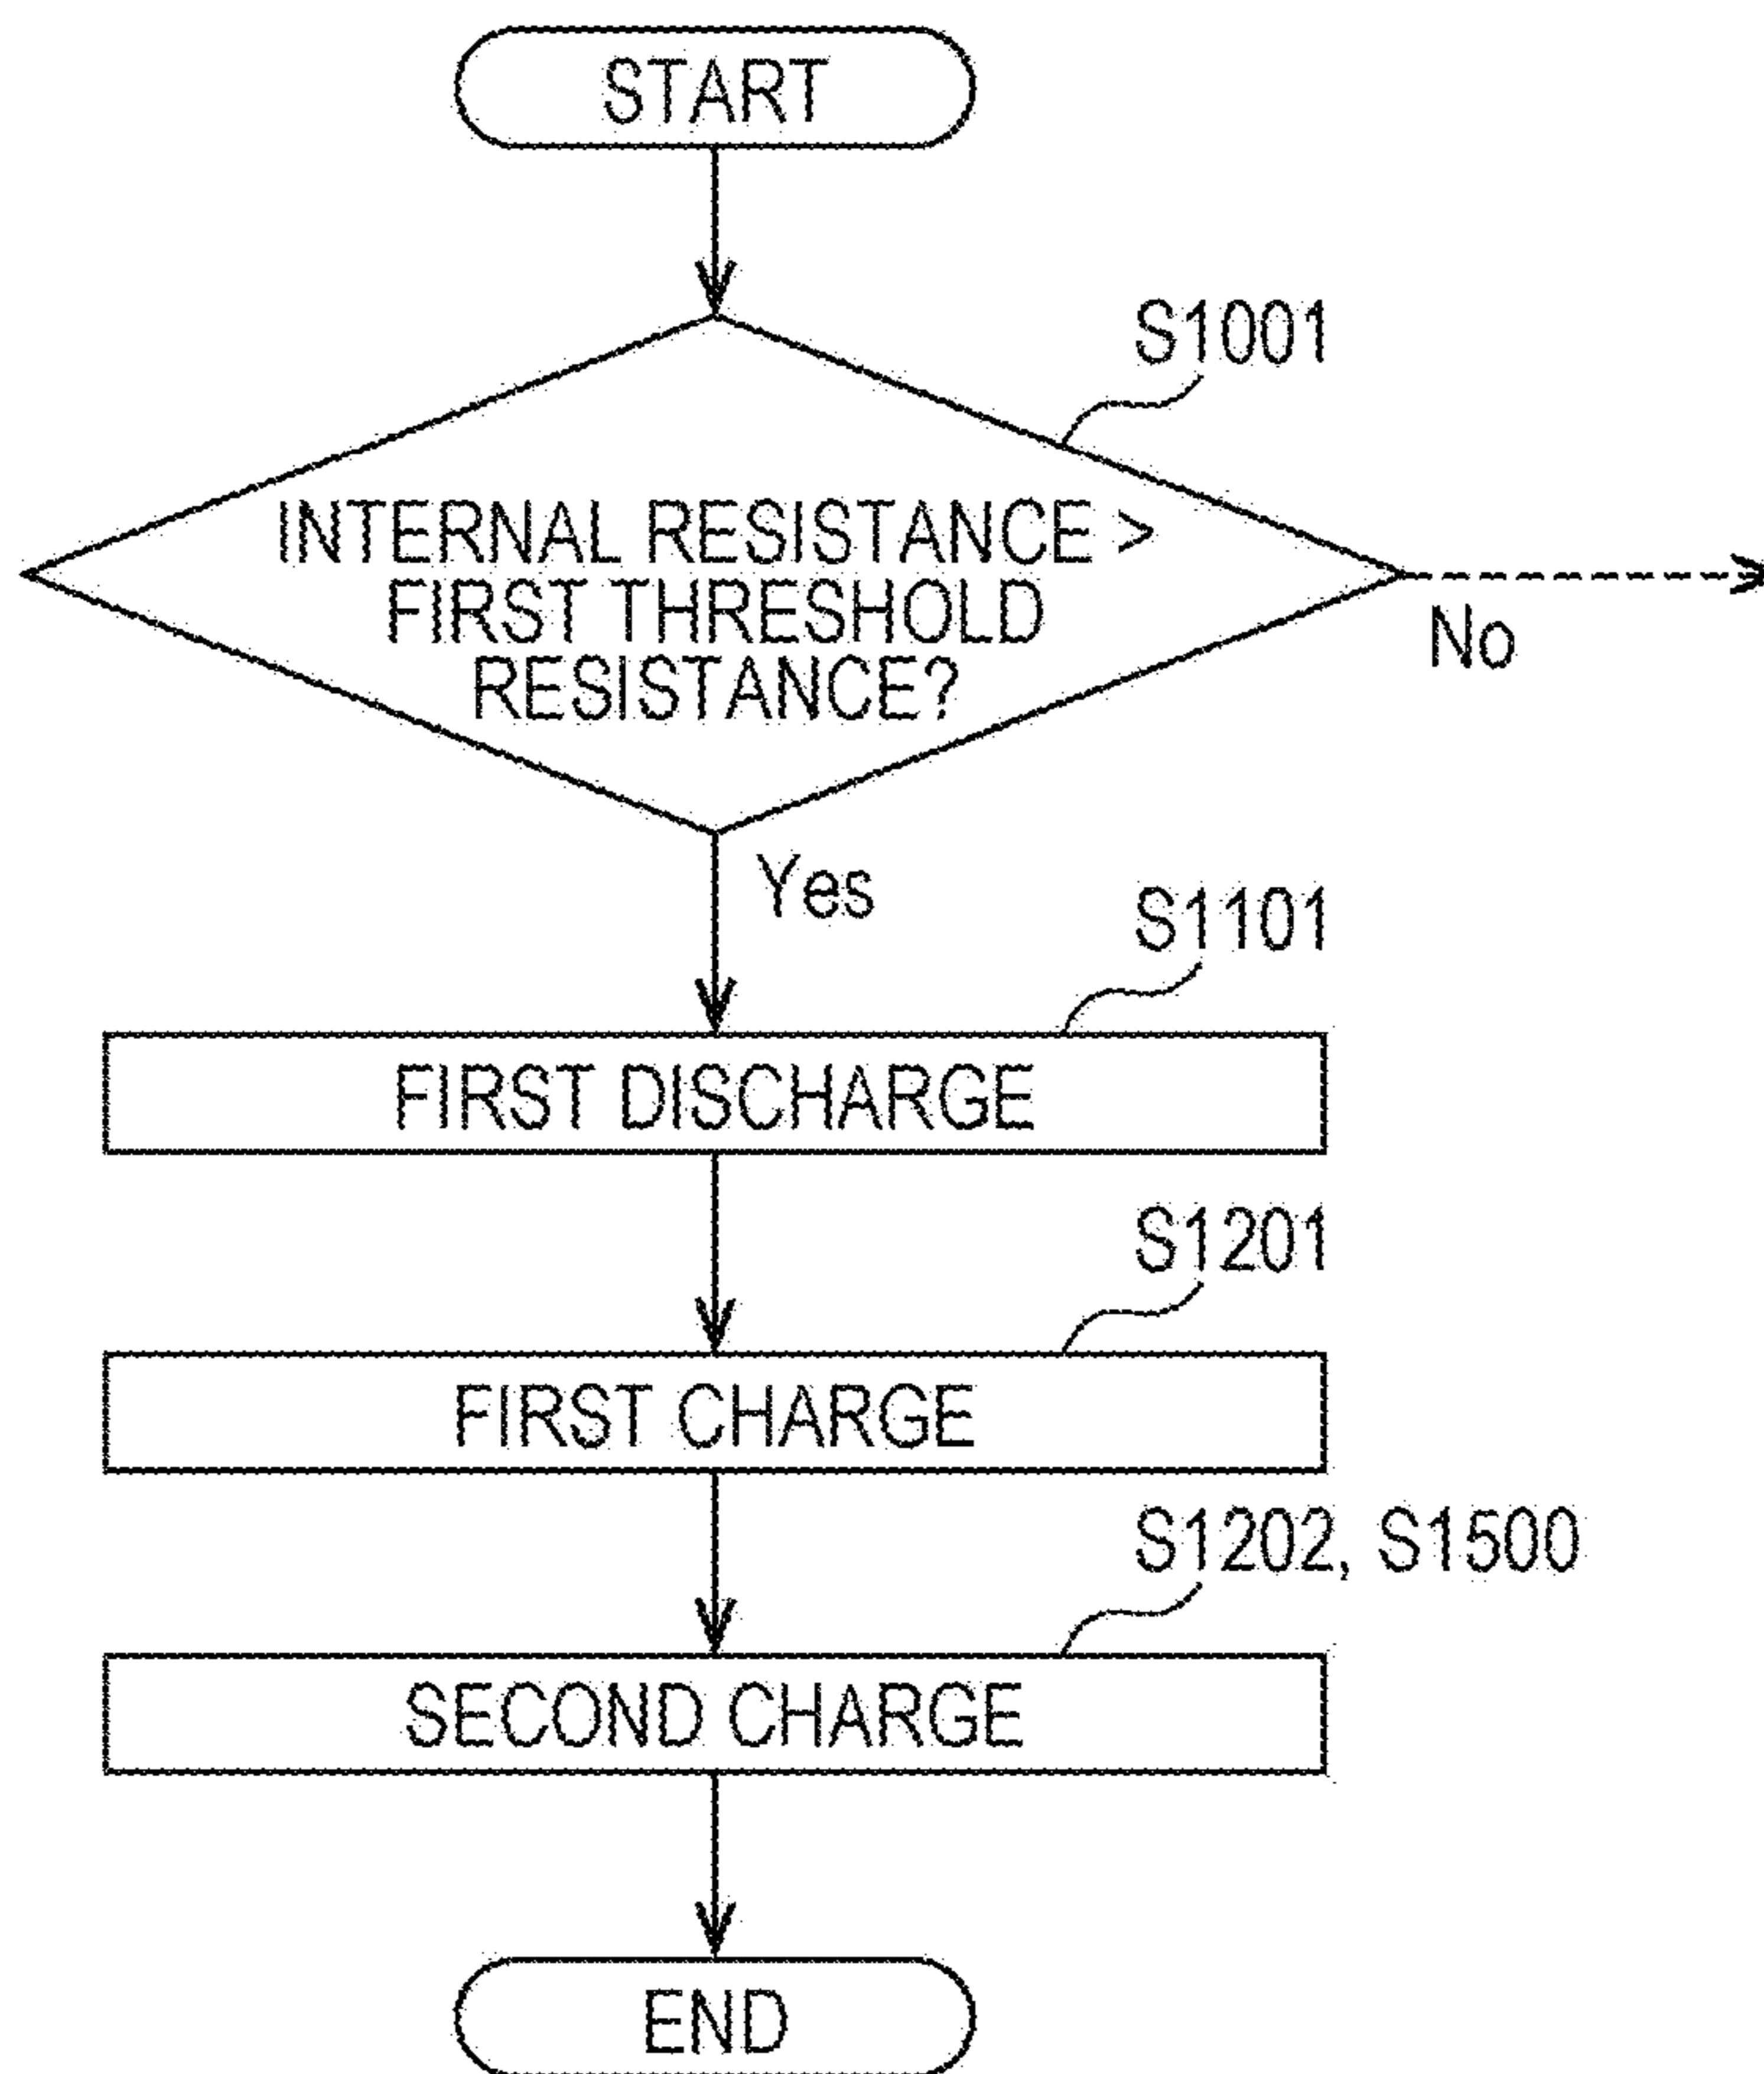 START
S1001
INTERNAL RESISTANCE >
FIRST THRESHOLD
RESISTANCE?
No
Yes
S1101
FIRST DISCHARGE
S1201
FIRST CHARGE
S1202, S1500
SECOND CHARGE
END